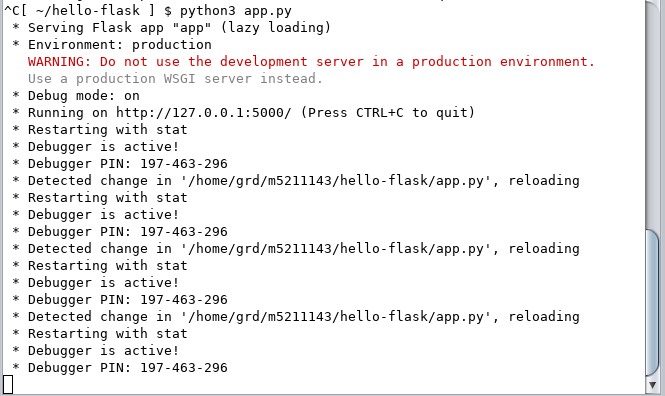 ^C[ ~/hello-flask ] $ python3 app.py
 * Serving Flask app "app" (lazy loading)
 * Environment: production
   WARNING: Do not use the development server in a production environment.
   Use a production WSGI server instead.
 * Debug mode: on
 * Running on http://127.0.0.1:5000/ (Press CTRL+C to quit)
 * Restarting with stat
 * Debugger is active!
 * Debugger PIN: 197-463-296
 * Detected change in '/home/grd/m5211143/hello-flask/app.py', reloading
 * Restarting with stat
 * Debugger is active!
 * Debugger PIN: 197-463-296
 * Detected change in '/home/grd/m5211143/hello-flask/app.py', reloading
 * Restarting with stat
 * Debugger is active!
 * Debugger PIN: 197-463-296
 * Detected change in '/home/grd/m5211143/hello-flask/app.py', reloading
 * Restarting with stat
 * Debugger is active!
 * Debugger PIN: 197-463-296